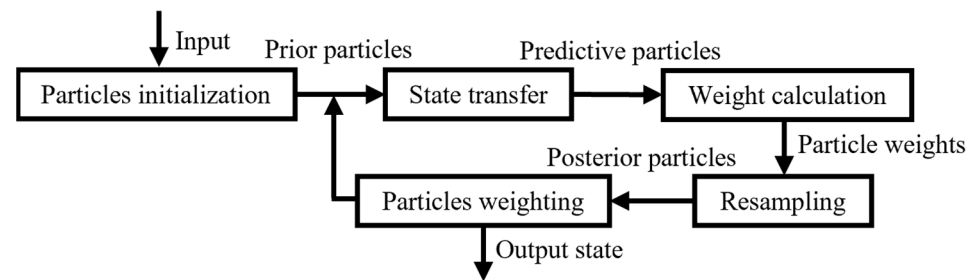 Input
Prior particles
Predictive particles
Particles initialization
State transfer
Weight calculation
Particle weights
Posterior particles
Particles weighting
Resampling
Output state